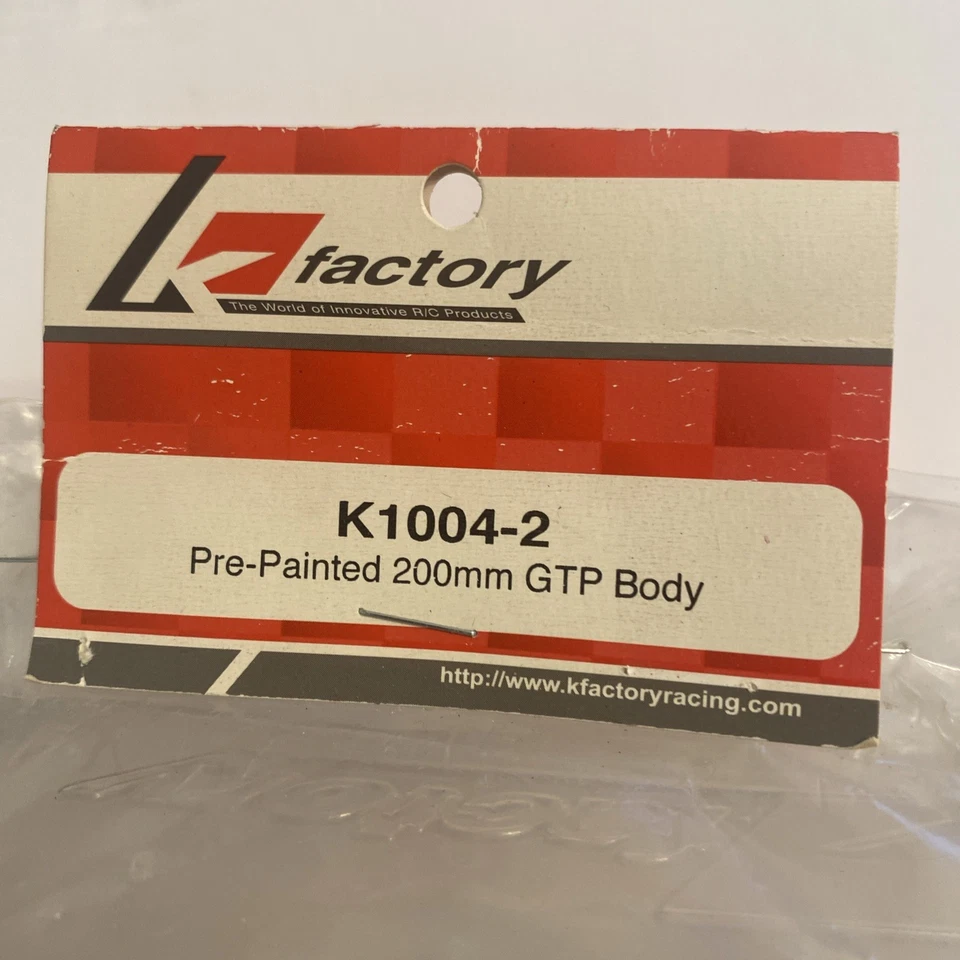 K factory
The World of Innovative R/C Products
K1004-2
Pre-Painted 200mm GTP Body
http://www.kfactoryracing.com